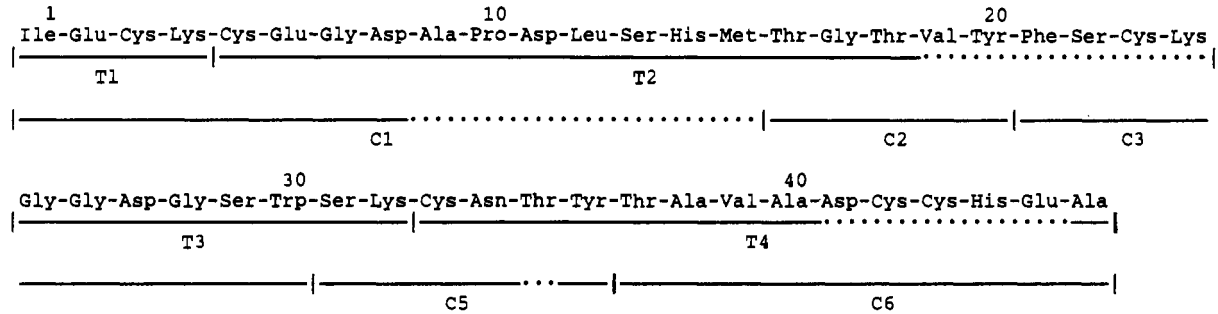 1 10 20
Ile-Glu-Cys-Lys-Cys-Glu-Gly-Asp-Ala-Pro-Asp-Leu-Ser-His-Met-Thr-Gly-Thr-Val-Tyr-Phe-Ser-Cys-Lys
T1 T2
C1 C2 C3
30 40
Gly-Gly-Asp-Gly-Ser-Trp-Ser-Lys-Cys-Asn-Thr-Tyr-Thr-Ala-Val-Ala-Asp-Cys-Cys-His-Glu-Ala
T3 T4
C5 C6